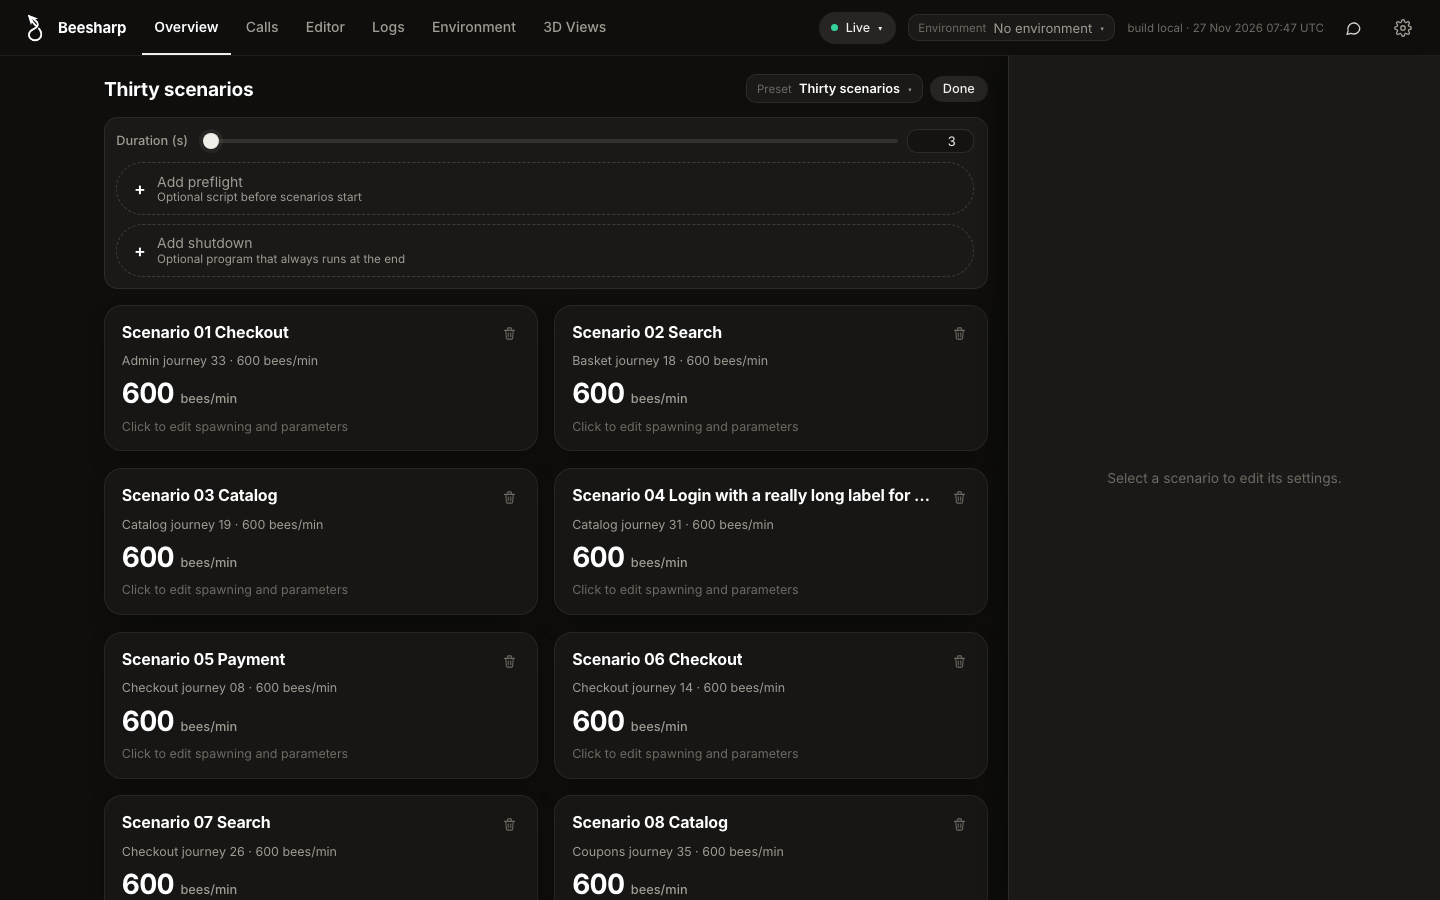 Beesharp
Overview
Calls
Editor
Logs
Environment
3D Views
Live
Environment No environment
build local · 27 Nov 2026 07:47 UTC
Thirty scenarios
Preset Thirty scenarios
Done
Duration (s)
3
+ Add preflight
Optional script before scenarios start
+ Add shutdown
Optional program that always runs at the end
Scenario 01 Checkout
Admin journey 33 · 600 bees/min
600 bees/min
Click to edit spawning and parameters
Scenario 02 Search
Basket journey 18 · 600 bees/min
600 bees/min
Click to edit spawning and parameters
Scenario 03 Catalog
Catalog journey 19 · 600 bees/min
600 bees/min
Click to edit spawning and parameters
Scenario 04 Login with a really long label for ...
Catalog journey 31 · 600 bees/min
600 bees/min
Click to edit spawning and parameters
Scenario 05 Payment
Checkout journey 08 · 600 bees/min
600 bees/min
Click to edit spawning and parameters
Scenario 06 Checkout
Checkout journey 14 · 600 bees/min
600 bees/min
Click to edit spawning and parameters
Scenario 07 Search
Checkout journey 26 · 600 bees/min
600 bees/min
Scenario 08 Catalog
Coupons journey 35 · 600 bees/min
600 bees/min
Select a scenario to edit its settings.